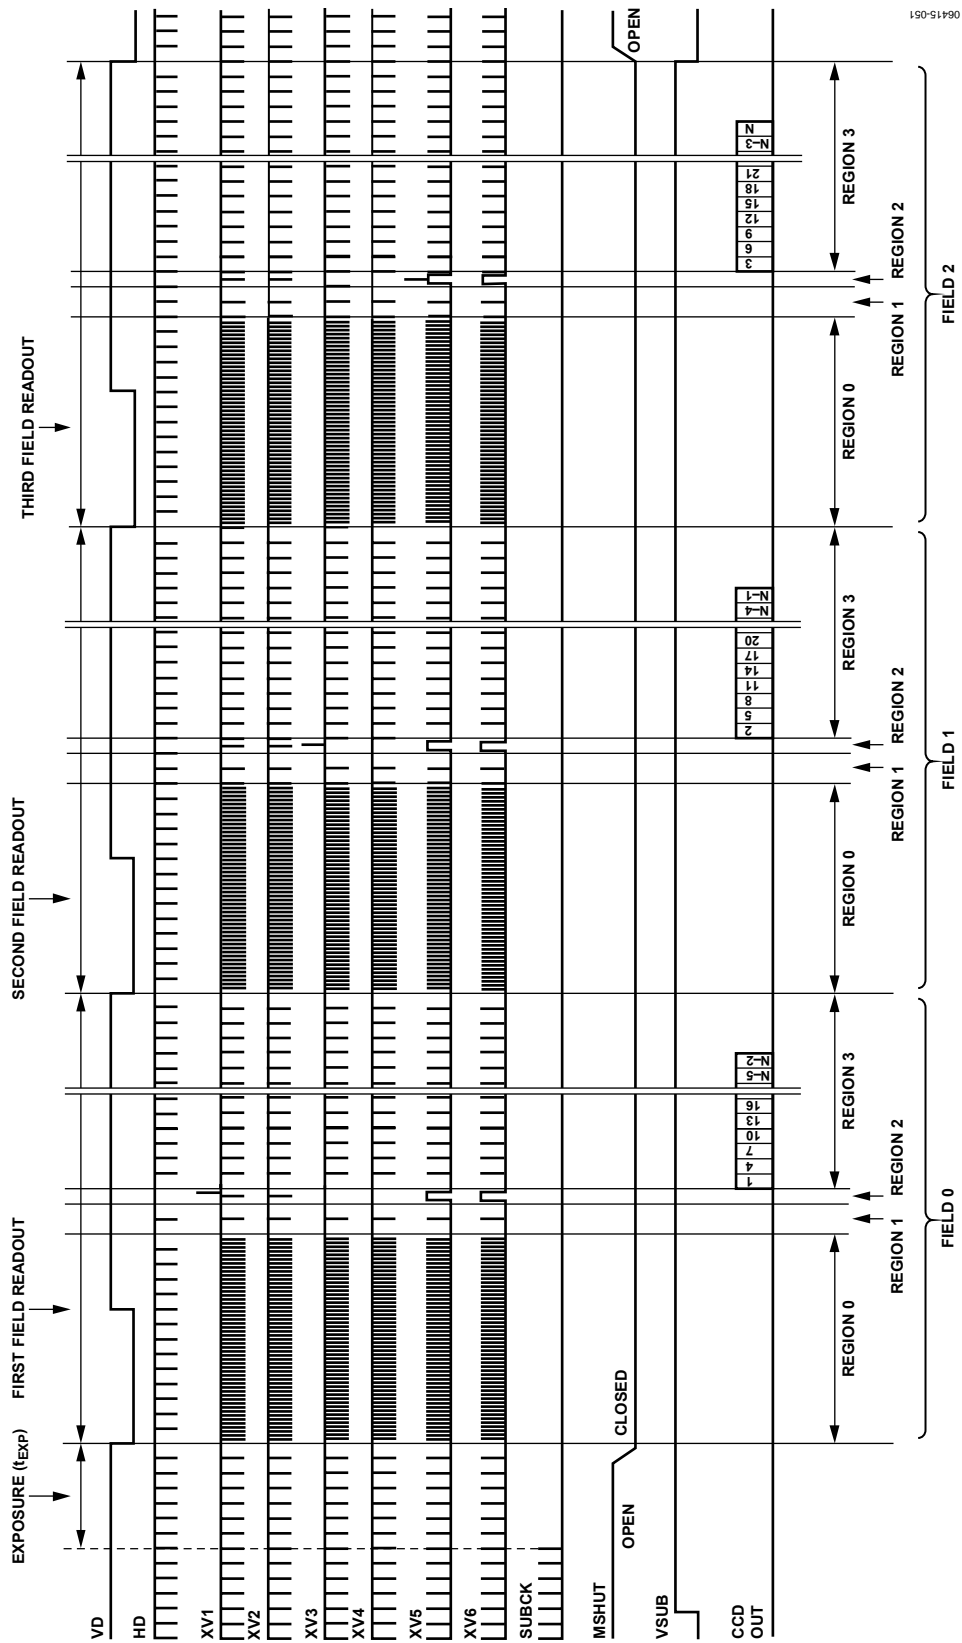 EXPOSURE (tEXP)
FIRST FIELD READOUT
SECOND FIELD READOUT
THIRD FIELD READOUT
VD
HD
XV1
XV2
XV3
XV4
XV5
XV6
SUBCK
MSHUT
OPEN
CLOSED
OPEN
VSUB
CCD
OUT
1
4
7
10
13
16
N–5
N–2
2
5
8
11
14
17
20
N–4
N–1
3
6
9
12
15
18
21
N–3
N
REGION 0
REGION 3
REGION 0
REGION 3
REGION 0
REGION 3
REGION 1
REGION 2
REGION 1
REGION 2
REGION 1
REGION 2
FIELD 0
FIELD 1
FIELD 2
06415-051